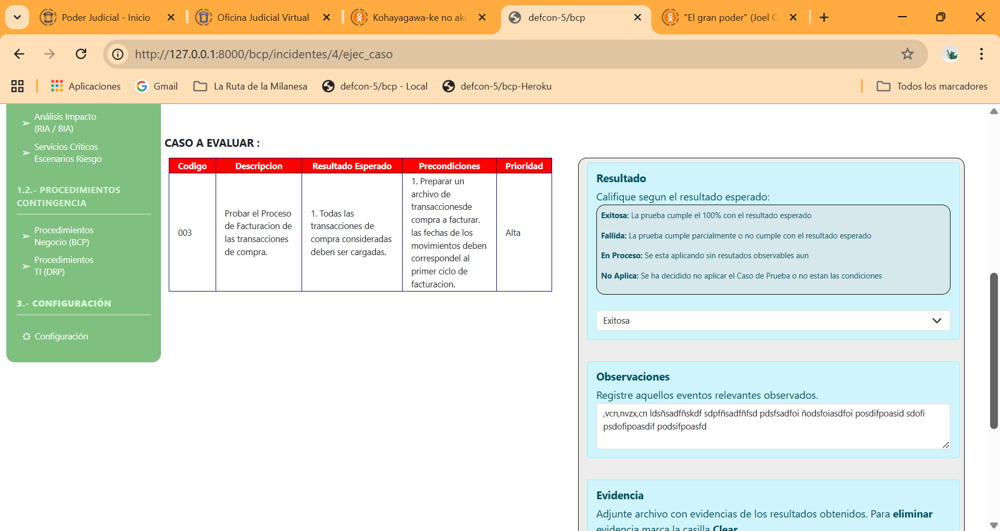 Poder Judicial - Inicio
Oficina Judicial Virtual
Kohayagawa-ke no aki
defcon-5/bcp
"El gran poder" (Joel C
http://127.0.0.1:8000/bcp/incidentes/4/ejec_caso
Aplicaciones
Gmail
La Ruta de la Milanesa
defcon-5/bcp - Local
defcon-5/bcp-Heroku
Todos los marcadores
Análisis Impacto
(RIA / BIA)
Servicios Criticos
Escenarios Riesgo
1.2.- PROCEDIMIENTOS
CONTINGENCIA
Procedimientos
Negocio (BCP)
Procedimientos
TI (DRP)
3.- CONFIGURACIÓN
Configuración
CASO A EVALUAR :
Codigo
Descripcion
Resultado Esperado
Precondiciones
Prioridad
003
Probar el Proceso
de Facturacion de
las transacciones
de compra.
1. Todas las
transacciones de
compra consideradas
deben ser cargadas.
1. Preparar un
archivo de
transaccionesde
compra a facturar.
las fechas de los
movimientos deben
correspondel al
primer ciclo de
facturacion.
Alta
Resultado
Califique segun el resultado esperado:
Exitosa: La prueba cumple el 100% con el resultado esperado
Fallida: La prueba cumple parcialmente o no cumple con el resultado esperado
En Proceso: Se esta aplicando sin resutados observables aun
No Aplica: Se ha decidido no aplicar el Caso de Prueba o no estan las condiciones
Exitosa
Observaciones
Registre aquellos eventos relevantes observados.
,vcn,nvzx,cn ldsñsadfñskdf sdpfñsadfñfsd pdsfsadfoi ñodsfoiasdfoi posdifpoasid sdofi
psdofipoasdif podsifpoasfd
Evidencia
Adjunte archivo con evidencias de los resultados obtenidos. Para eliminar
evidencia marca la casilla Clear.